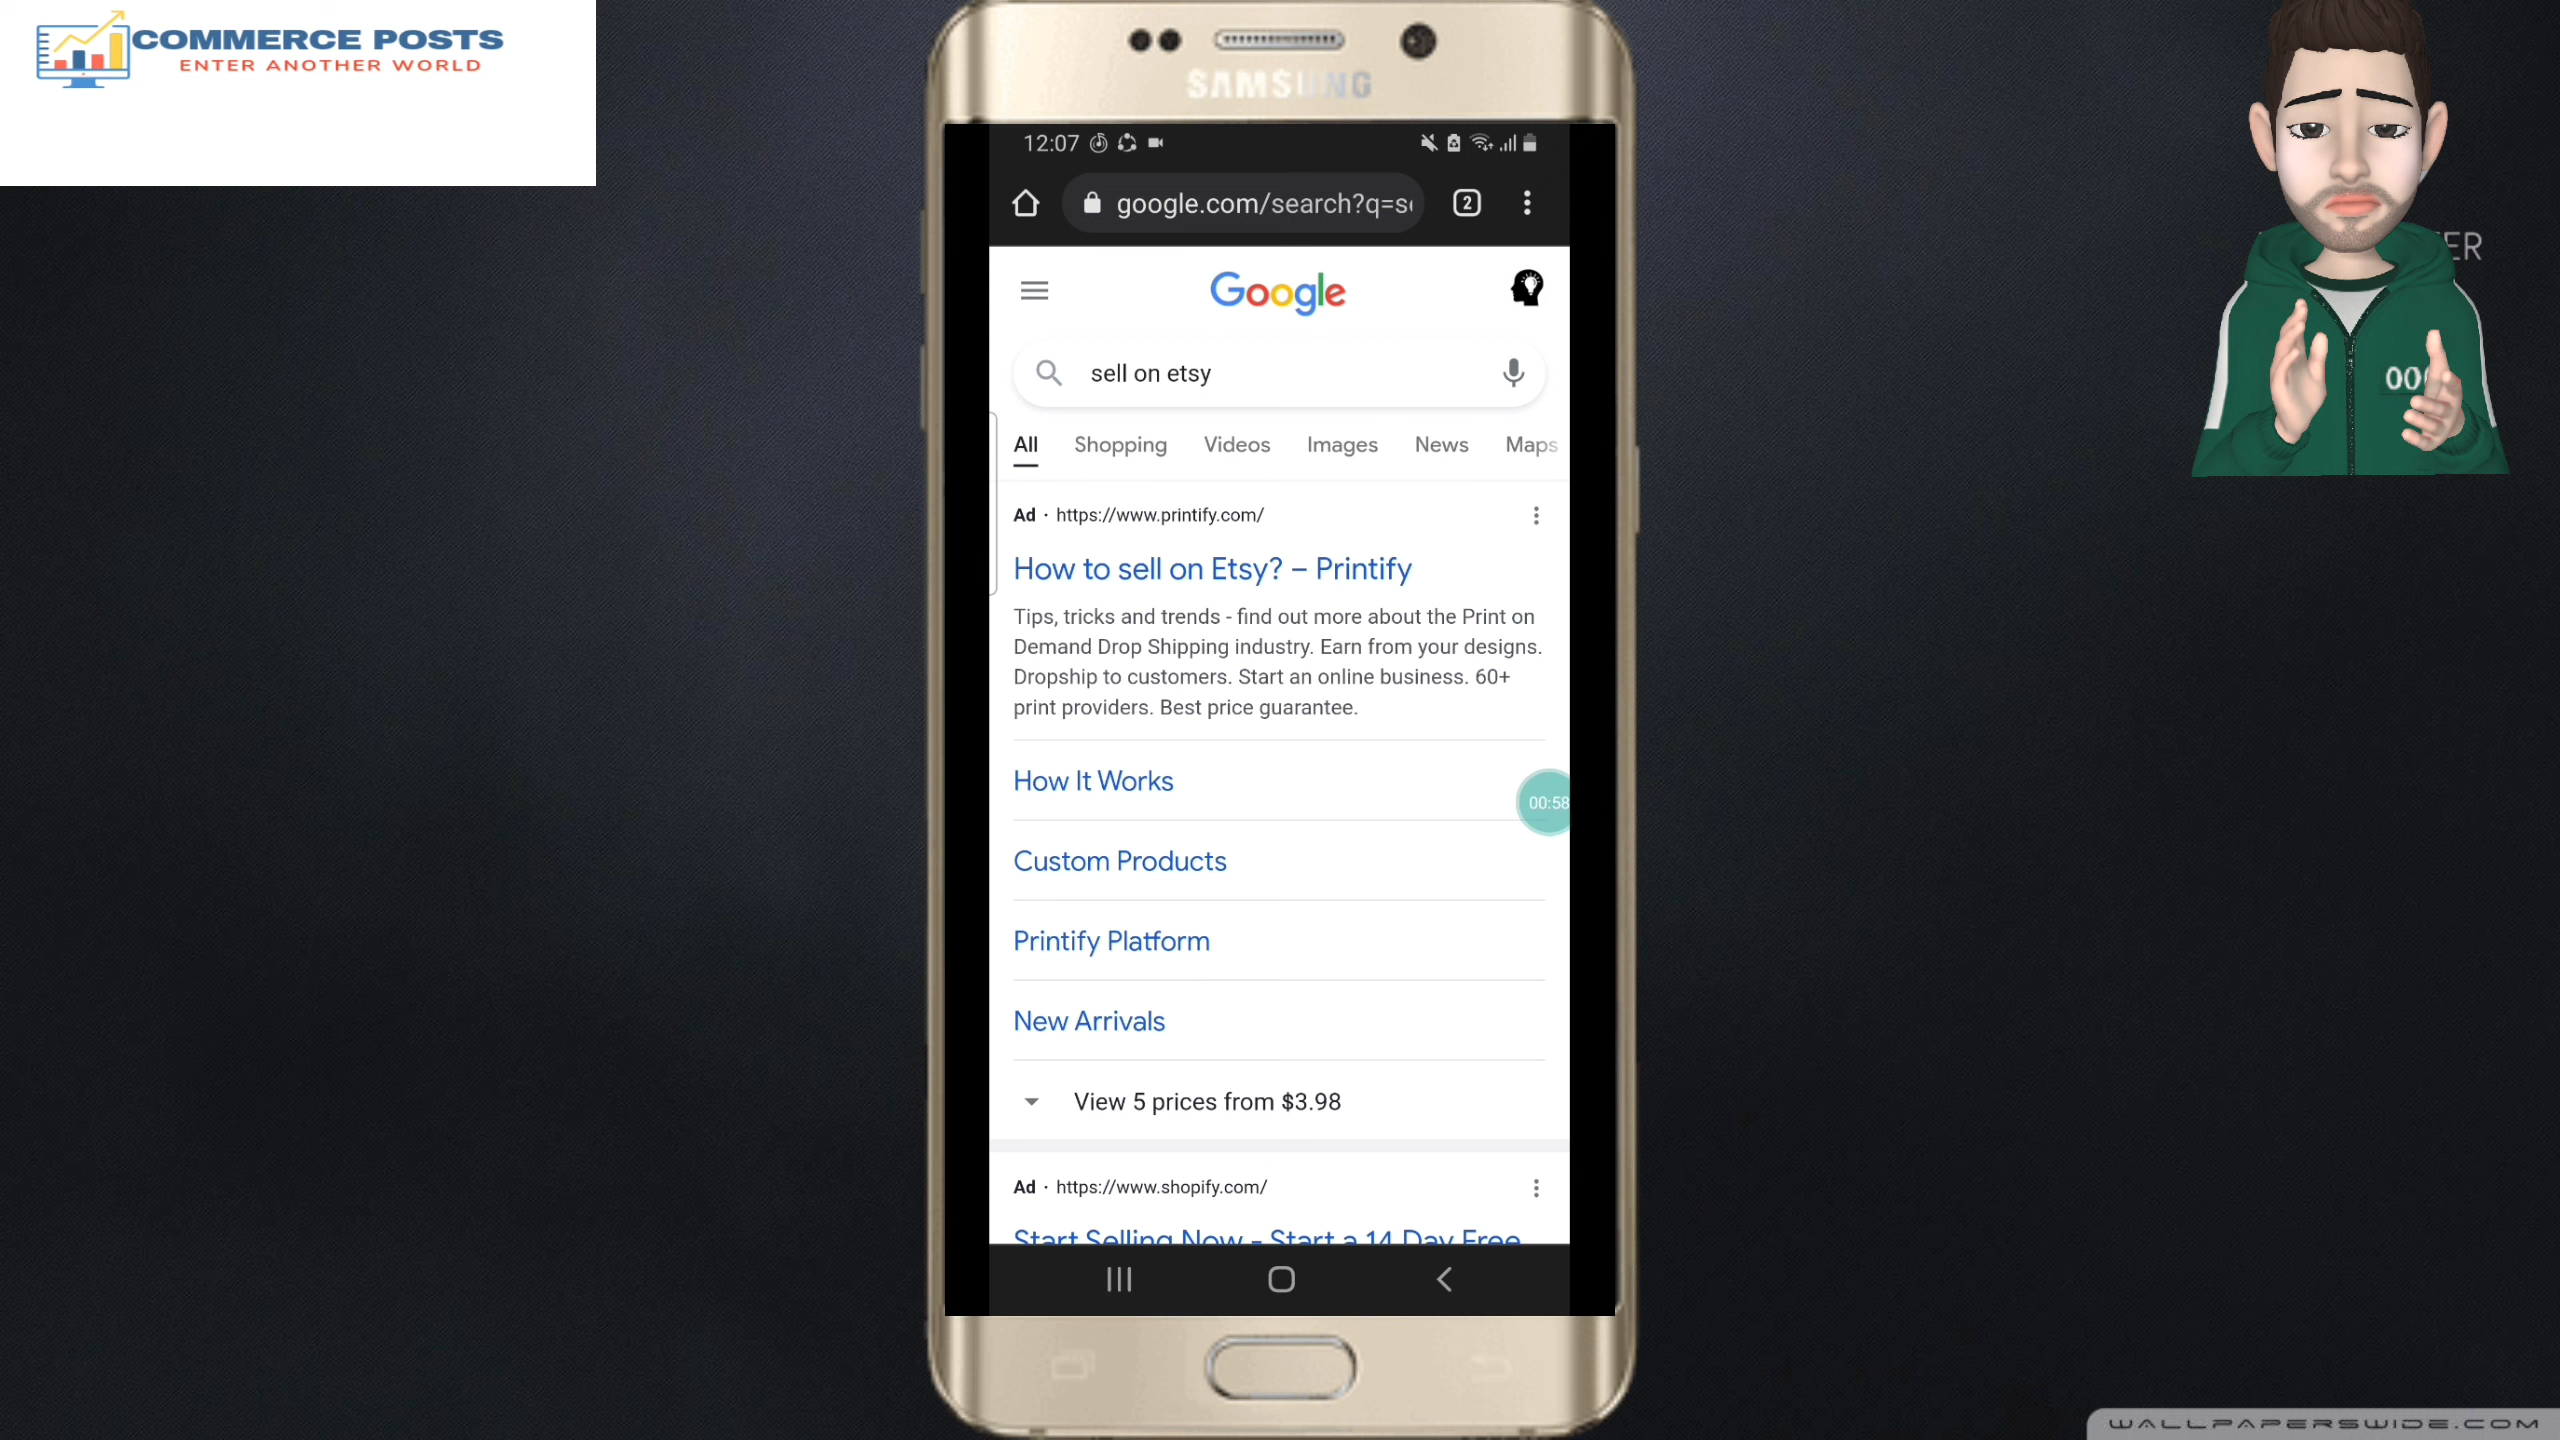 COMMERCE POSTS
ENTER ANOTHER WORLD
SAMSUNG
12:07
google.com/search?q=s
2
Google
sell on etsy
All Shopping Videos Images News Maps
Ad · https://www.printify.com/
How to sell on Etsy? – Printify
Tips, tricks and trends - find out more about the Print on
Demand Drop Shipping industry. Earn from your designs.
Dropship to customers. Start an online business. 60+
print providers. Best price guarantee.
How It Works
00:58
Custom Products
Printify Platform
New Arrivals
View 5 prices from $3.98
Ad · https://www.shopify.com/
Start Selling Now - Start a 14 Day Free
ER
00
WALLPAPERSWIDE.COM